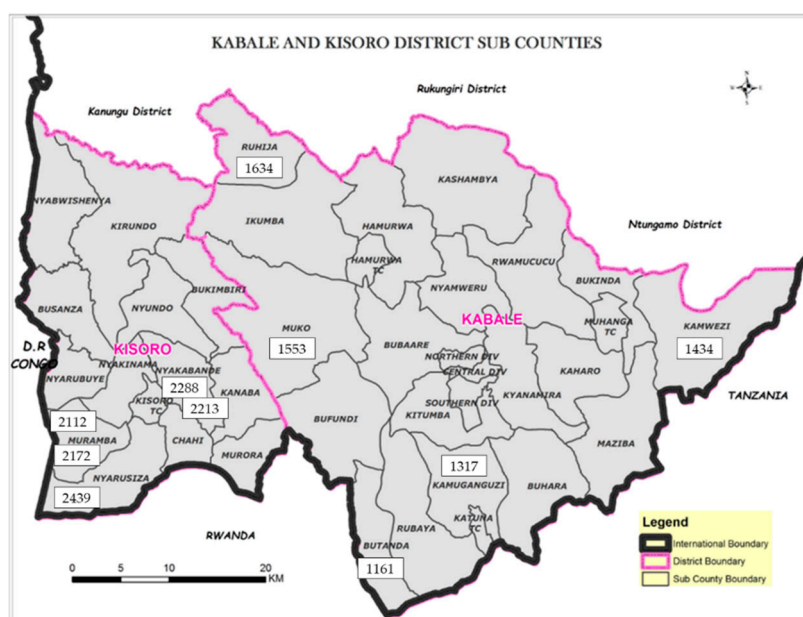 KABALE AND KISORO DISTRICT SUB COUNTIES
Rukungiri District
N
W
E
S
Kanungu District
RUHIJA
1634
KASHAMBYA
NYABWISHENYA
IKUMBA
HAMURWA
Ntungamo District
KIRUNDO
HAMURWA
TC
RWAMUCUCU
BUKINDA
BUKIMBIRI
NYAMWERU
BUSANZA
NYUNDO
MUKO
KABALE
MUHANGA
TC
KAMWEZI
D.R
CONGO
KISORO
1553
BUBAARE
1434
NYAKINAMA
NYAKABANDE
NORTHERN DIV
CENTRAL DIV
KAHARO
NYARUBUYE
2288
KANABA
KYANAMIRA
TANZANIA
KISORO
TC
2213
SOUTHERN DIV
2112
BUFUNDI
KITUMBA
MURAMBA
CHAHI
MURORA
MAZIBA
2172
1317
NYARUSIZA
KAMUGANGUZI
BUHARA
2439
KATUNA
TC
RUBAYA
RWANDA
BUTANDA
1161
Legend
International Boundary
District Boundary
Sub County Boundary
0 5 10 20
KM